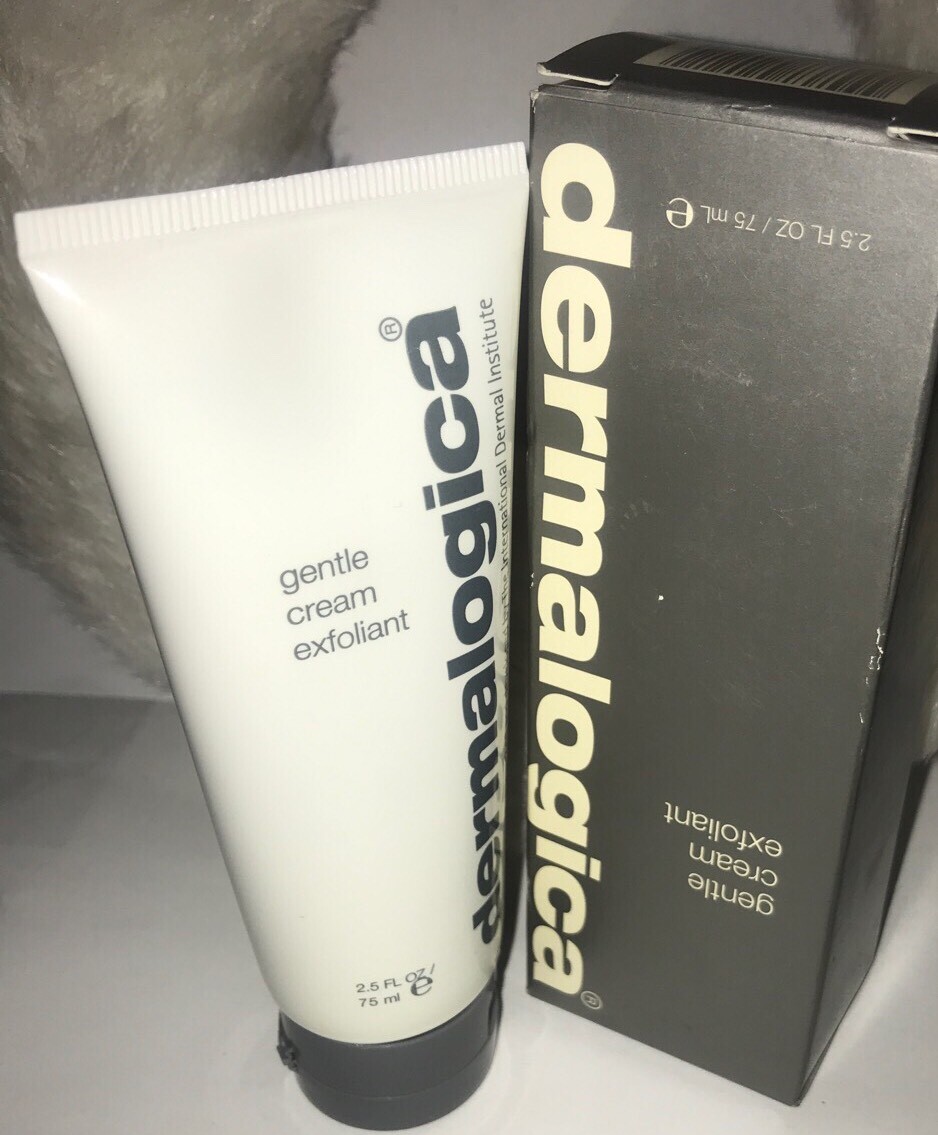 gentle
cream
exfoliant
dermalogica®
The International Dermal Institute
2.5 FL OZ /
75 ml e
dermalogica®
gentle
cream
exfoliant
2.5 FL OZ / 75 mL e